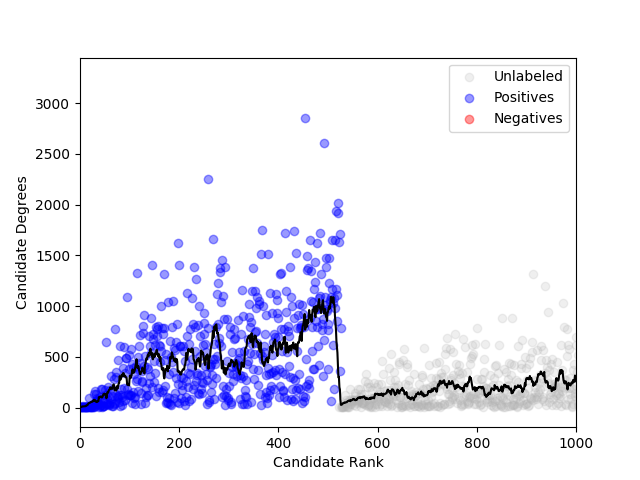 Unlabeled
Positives
Negatives
3000
2500
2000
1500
1000
500
0
Candidate Degrees
0 200 400 600 800 1000
Candidate Rank